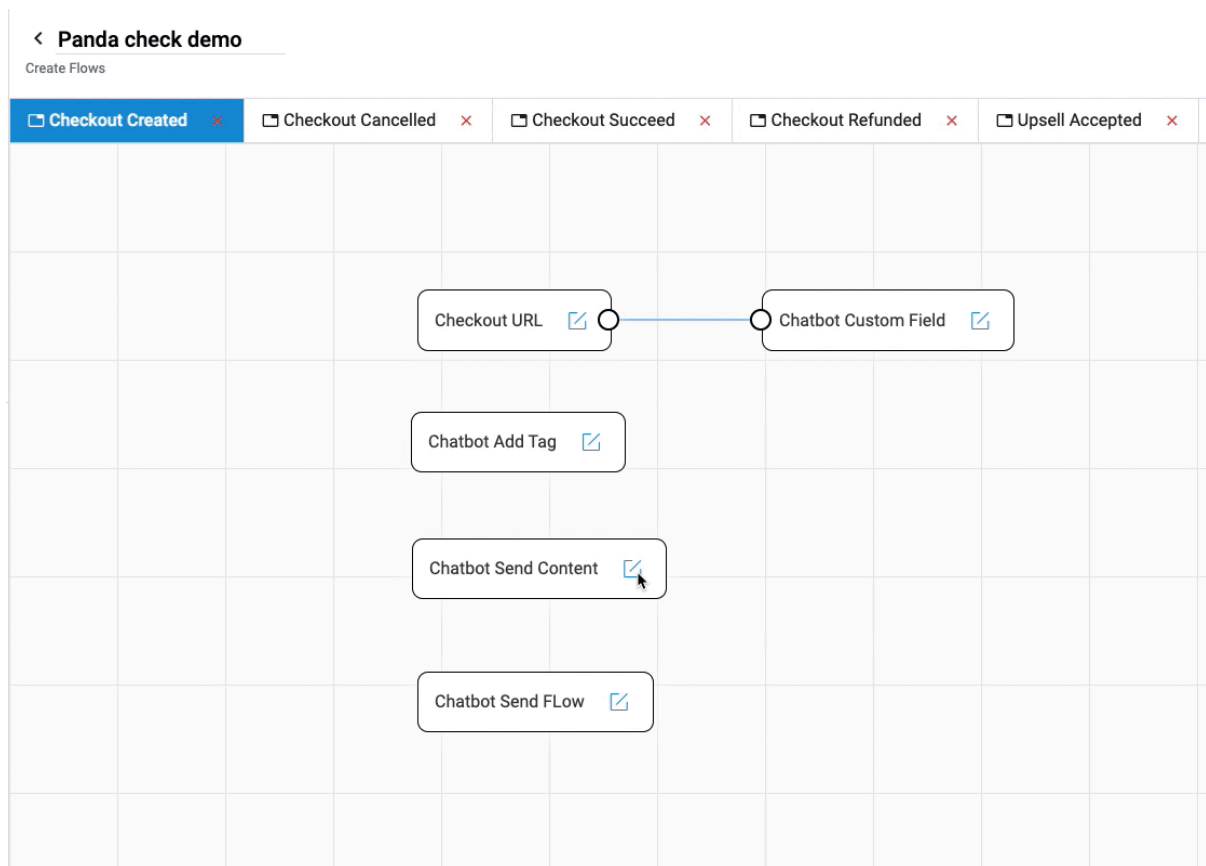 Panda check demo
Create Flows
Checkout Created
Checkout Cancelled
Checkout Succeed
Checkout Refunded
Upsell Accepted
Checkout URL
Chatbot Custom Field
Chatbot Add Tag
Chatbot Send Content
Chatbot Send FLow